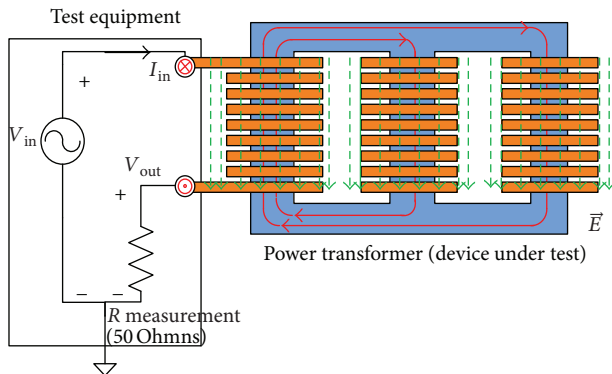 Test equipment
+
I_in
V_in
V_out
+
E⃗
Power transformer (device under test)
− −
R measurement
(50 Ohmns)